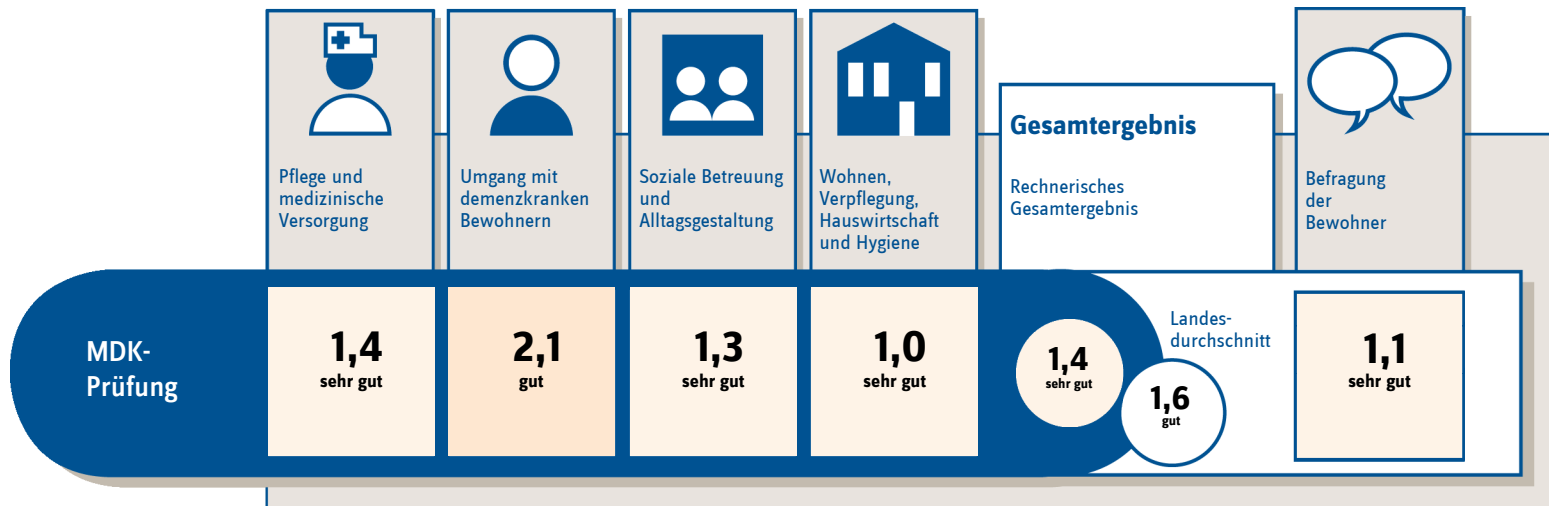 Pflege und
medizinische
Versorgung
Umgang mit
demenzkranken
Bewohnern
Soziale Betreuung
und
Alltagsgestaltung
Wohnen,
Verpflegung,
Hauswirtschaft
und Hygiene
Gesamtergebnis
Rechnerisches
Gesamtergebnis
Befragung
der
Bewohner
MDK-
Prüfung
1,4
sehr gut
2,1
gut
1,3
sehr gut
1,0
sehr gut
1,4
sehr gut
Landes-
durchschnitt
1,6
gut
1,1
sehr gut